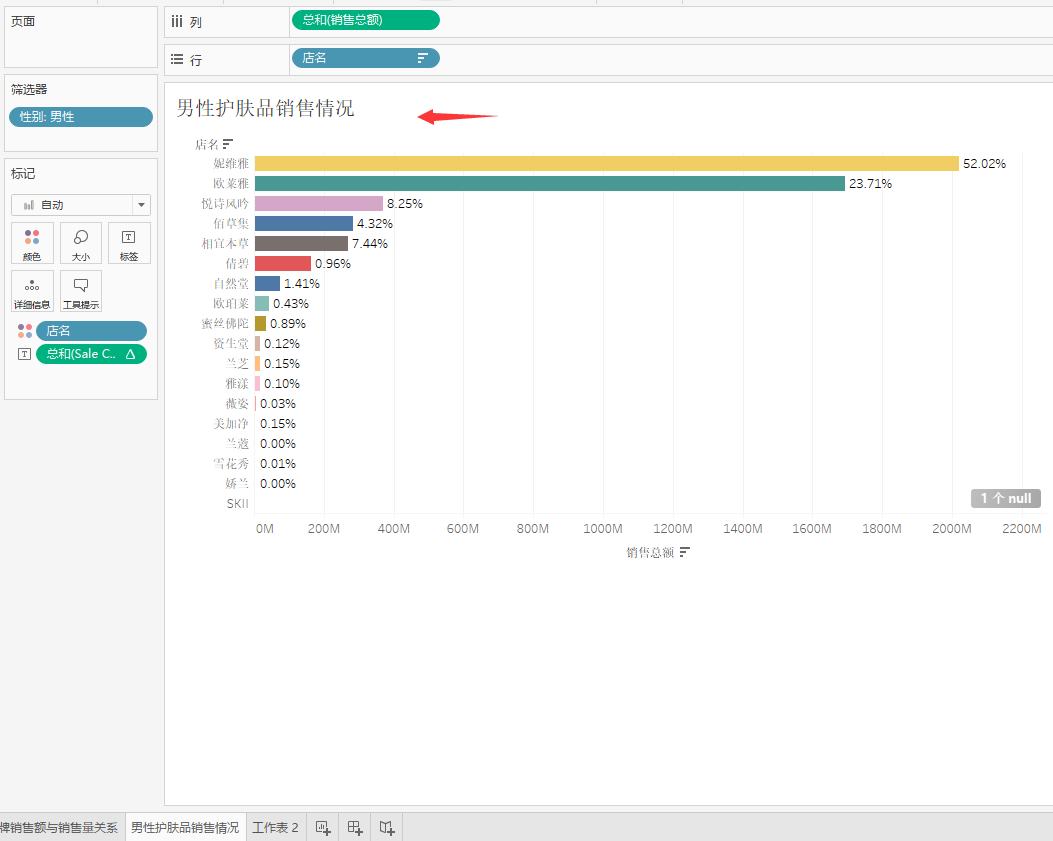 页面
列
总和(销售总额)
行
店名
筛选器
性别: 男性
标记
自动
颜色
大小
标签
详细信息
工具提示
店名
总和(Sale C..
男性护肤品销售情况
店名
妮维雅 52.02%
欧莱雅 23.71%
悦诗风吟 8.25%
佰草集 4.32%
相宜本草 7.44%
倩碧 0.96%
自然堂 1.41%
欧珀莱 0.43%
蜜丝佛陀 0.89%
资生堂 0.12%
兰芝 0.15%
雅漾 0.10%
薇姿 0.03%
美加净 0.15%
兰蔻 0.00%
雪花秀 0.01%
娇兰 0.00%
SKII
1 个 null
0M 200M 400M 600M 800M 1000M 1200M 1400M 1600M 1800M 2000M 2200M
销售总额
牌销售额与销售量关系 男性护肤品销售情况 工作表 2